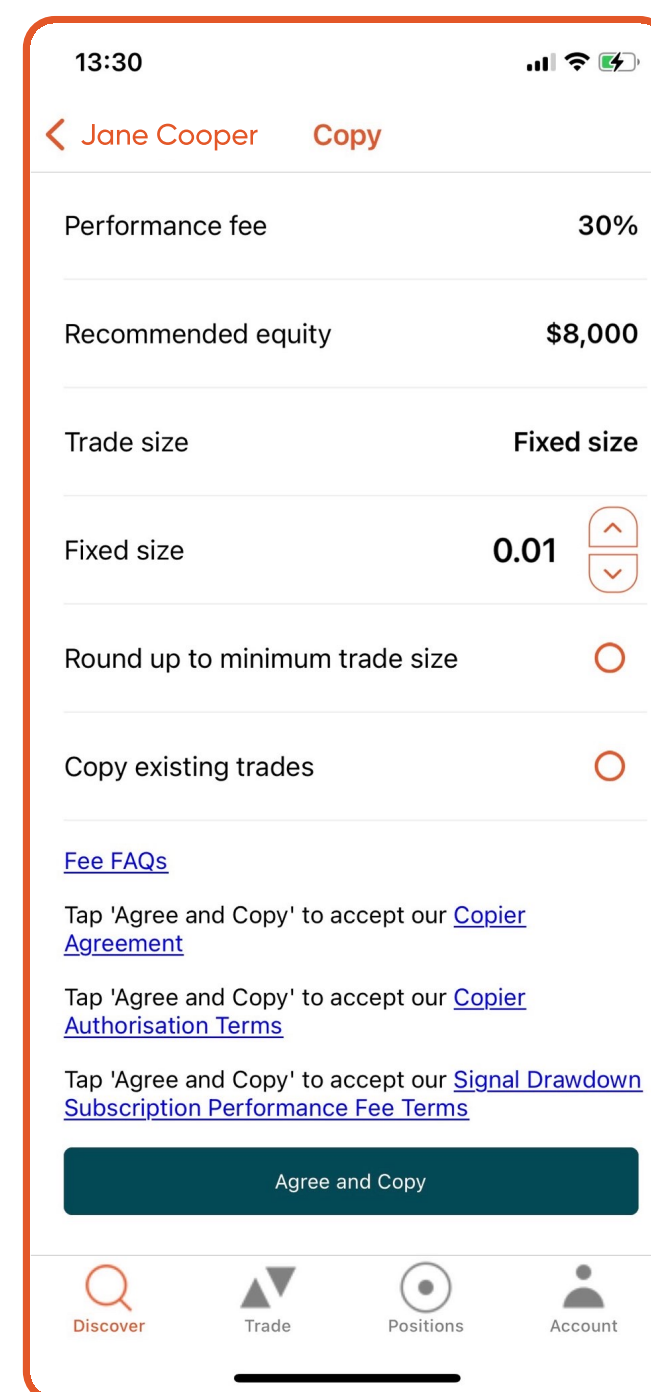 13:30
Jane Cooper Copy
Performance fee 30%
Recommended equity $8,000
Trade size Fixed size
Fixed size 0.01
Round up to minimum trade size
Copy existing trades
Fee FAQs
Tap 'Agree and Copy' to accept our Copier
Agreement
Tap 'Agree and Copy' to accept our Copier
Authorisation Terms
Tap 'Agree and Copy' to accept our Signal Drawdown
Subscription Performance Fee Terms
Agree and Copy
Discover Trade Positions Account